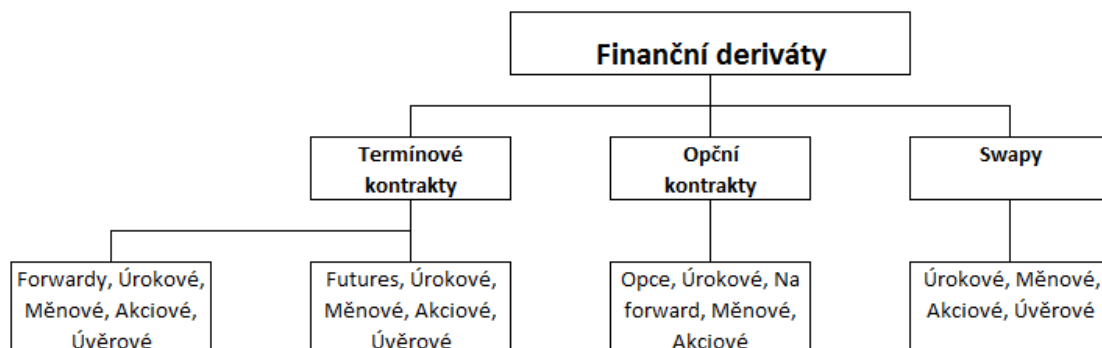 Finanční deriváty
Termínové
kontrakty
Opční
kontrakty
Swapy
Forwardy, Úrokové,
Měnové, Akciové,
Úvěrové
Futures, Úrokové,
Měnové, Akciové,
Úvěrové
Opce, Úrokové, Na
forward, Měnové,
Akciové
Úrokové, Měnové,
Akciové, Úvěrové